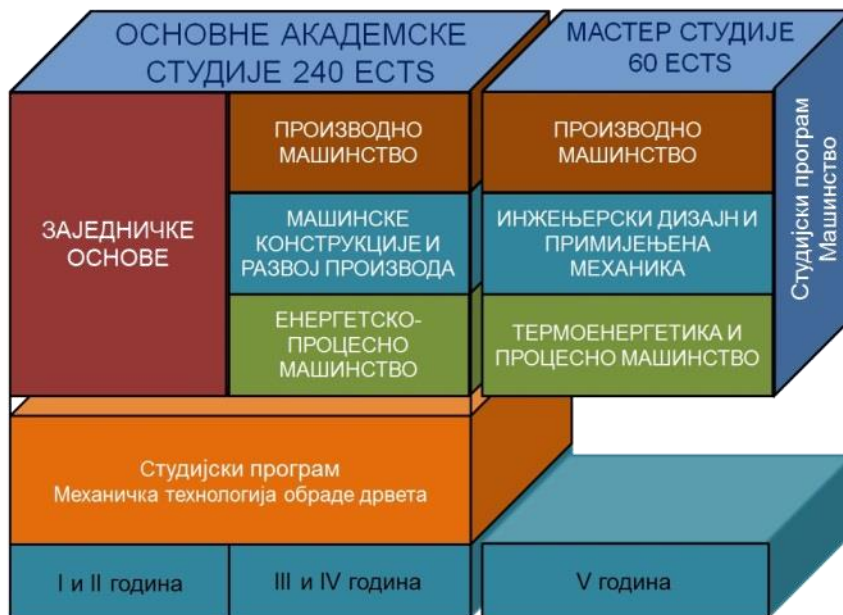 ОСНОВНЕ АКАДЕМСКЕ
СТУДИЈЕ 240 ECTS
МАСТЕР СТУДИЈЕ
60 ECTS
ЗАЈЕДНИЧКЕ
ОСНОВЕ
ПРОИЗВОДНО
МАШИНСТВО
ПРОИЗВОДНО
МАШИНСТВО
МАШИНСКЕ
КОНСТРУКЦИЈЕ И
РАЗВОЈ ПРОИЗВОДА
ИНЖЕЊЕРСКИ ДИЗАЈН И
ПРИМИЈЕЊЕНА
МЕХАНИКА
ЕНЕРГЕТСКО-
ПРОЦЕСНО
МАШИНСТВО
ТЕРМОЕНЕРГЕТИКА И
ПРОЦЕСНО МАШИНСТВО
Студијски програм
Машинство
Студијски програм
Механичка технологија обраде дрвета
I и II година
III и IV година
V година